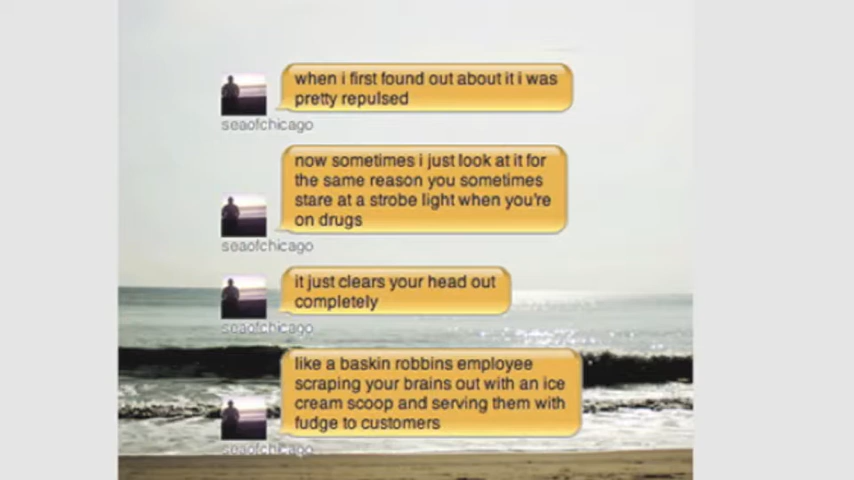 when i first found out about it i was
pretty repulsed
seaofchicago
now sometimes i just look at it for
the same reason you sometimes
stare at a strobe light when you're
on drugs
seaofchicago
it just clears your head out
completely
seaofchicago
like a baskin robbins employee
scraping your brains out with an ice
cream scoop and serving them with
fudge to customers
seaofchicago